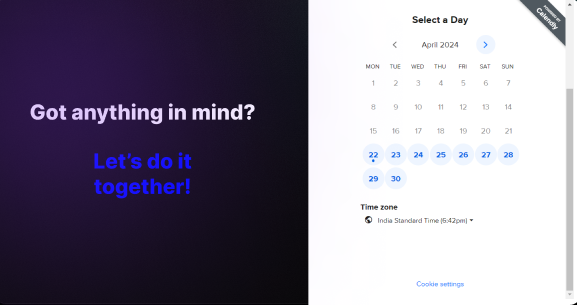 Got anything in mind?
Let's do it
together!
Select a Day
POWERED BY
Calendly
April 2024
MON TUE WED THU FRI SAT SUN
1 2 3 4 5 6 7
8 9 10 11 12 13 14
15 16 17 18 19 20 21
22 23 24 25 26 27 28
29 30
Time zone
India Standard Time (6:42pm)
Cookie settings